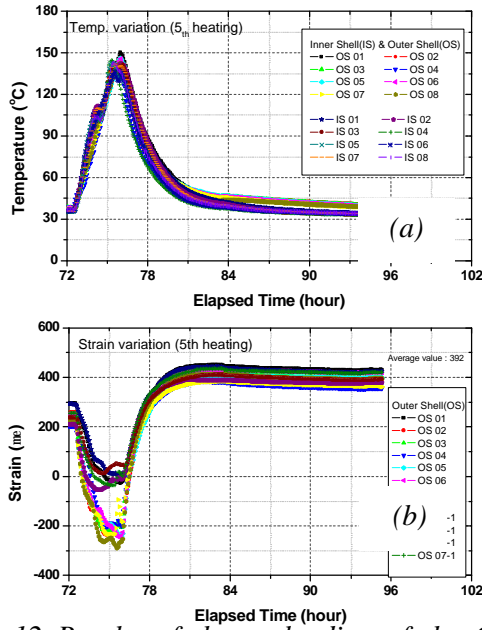 Temp. variation (5th heating)
Inner Shell(IS) & Outer Shell(OS)
OS 01 OS 02
OS 03 OS 04
OS 05 OS 06
OS 07 OS 08
IS 01 IS 02
IS 03 IS 04
IS 05 IS 06
IS 07 IS 08
Temperature (°C)
180
150
120
90
60
30
0
(a)
72 78 84 90 96 102
Elapsed Time (hour)
Strain variation (5th heating)
Average value : 392
Outer Shell(OS)
OS 01
OS 02
OS 03
OS 04
OS 05
OS 06
-1
-1
-1
OS 07-1
Strain (με)
600
400
200
0
-200
-400
(b)
72 78 84 90 96 102
Elapsed Time (hour)